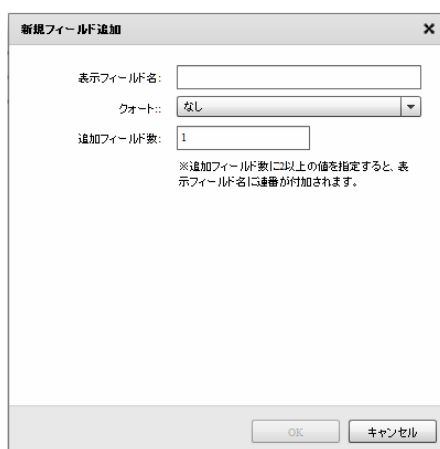 新規フィールド追加
表示フィールド名:
クォート::
なし
追加フィールド数:
1
※追加フィールド数に2以上の値を指定すると、表
示フィールド名に連番が付加されます。
OK
キャンセル